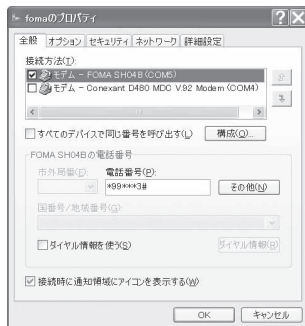 fomaのプロパティ
全般 オプション セキュリティ ネットワーク 詳細設定
接続方法(T):
モデム - FOMA SH04B (COM5)
モデム - Conexant D480 MDC V.92 Modem (COM4)
すべてのデバイスで同じ番号を呼び出す(L) 構成(O)...
FOMA SH04Bの電話番号
市外局番(E): 電話番号(P):
*99***3# その他(N)
国番号/地域番号(G):
ダイヤル情報を使う(S) ダイヤル情報(R)
接続時に通知領域にアイコンを表示する(W)
OK キャンセル